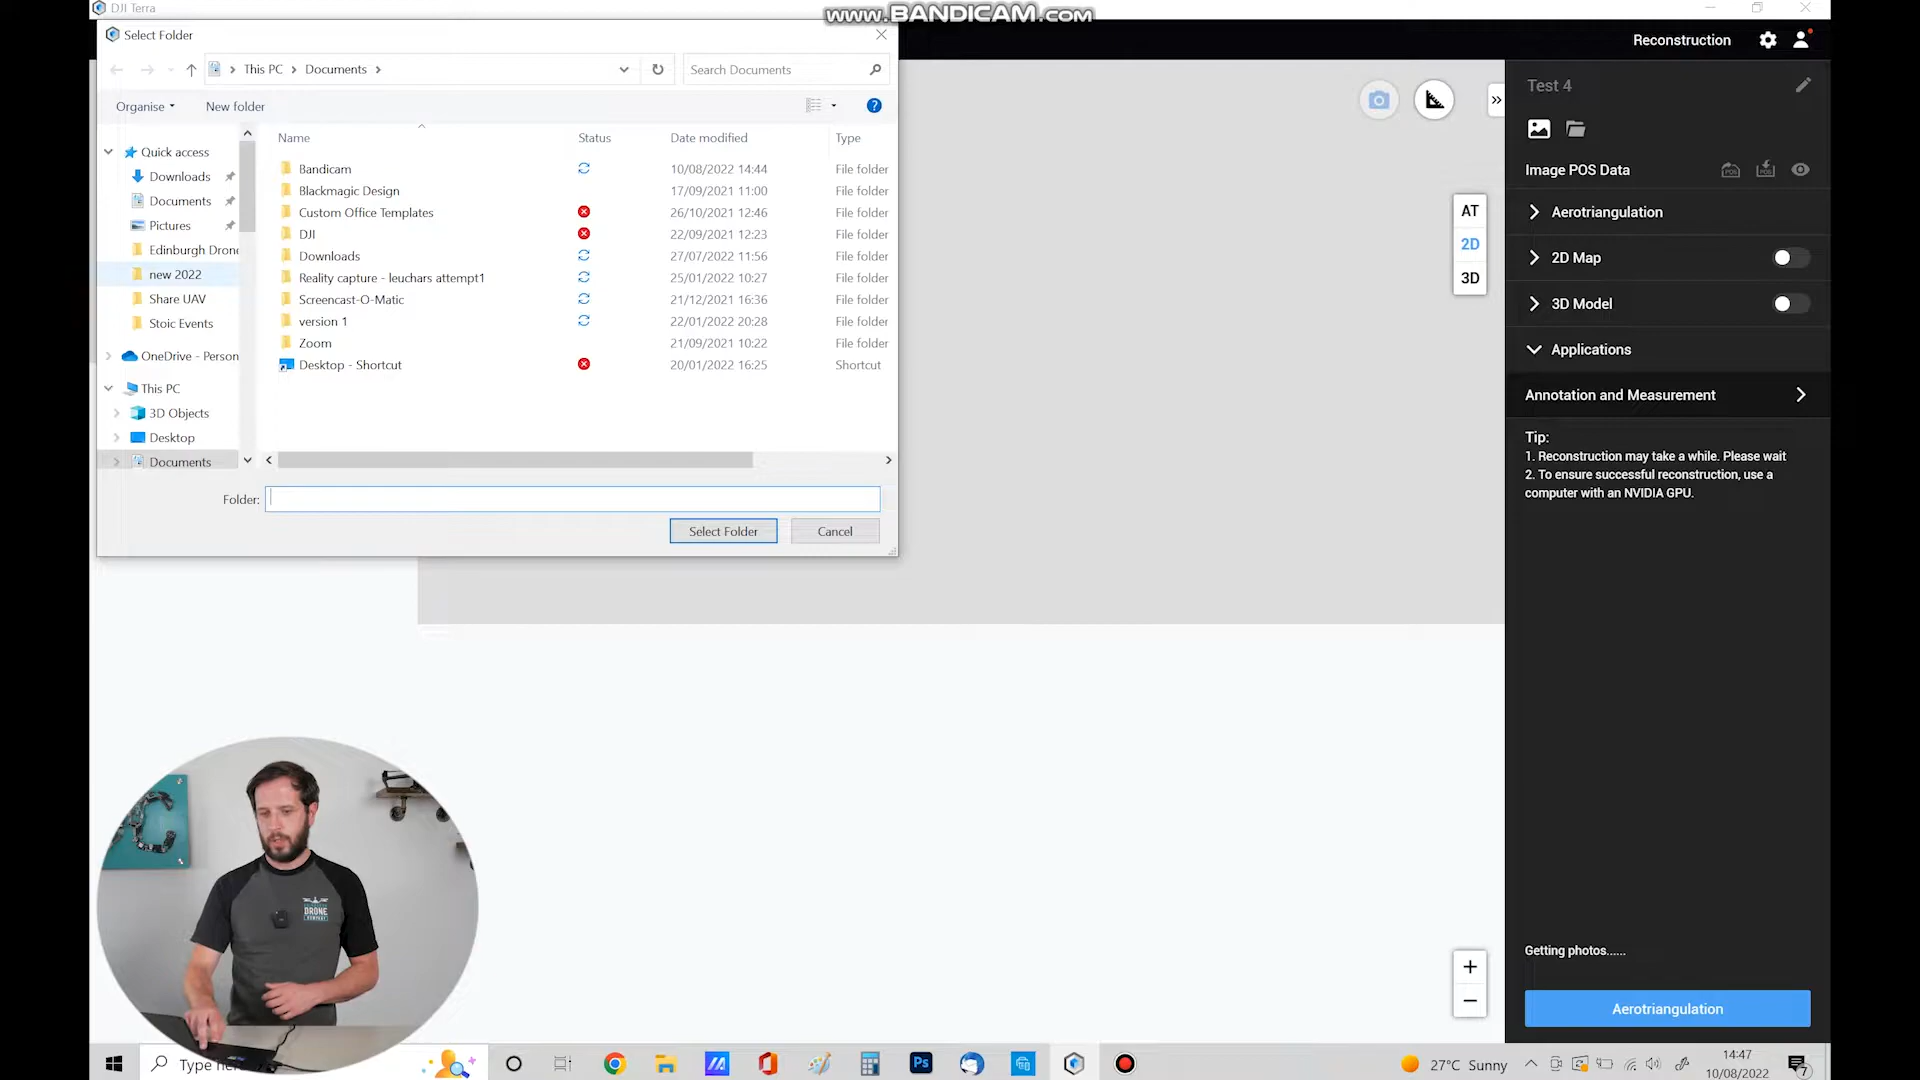 DJI Terra
www.BANDICAM.com
Select Folder
This PC
Documents
Search Documents
Organise
New folder
Name
Status
Date modified
Type
Quick access
Downloads
Documents
Pictures
Edinburgh Drone
new 2022
Share UAV
Stoic Events
OneDrive - Person
This PC
3D Objects
Desktop
Documents
Bandicam 10/08/2022 14:44 File folder
Blackmagic Design 17/09/2021 11:00 File folder
Custom Office Templates 26/10/2021 12:46 File folder
DJI 22/09/2021 12:23 File folder
Downloads 27/07/2022 11:56 File folder
Reality capture - leuchars attempt1 25/01/2022 10:27 File folder
Screencast-O-Matic 21/12/2021 16:36 File folder
version 1 22/01/2022 20:28 File folder
Zoom 21/09/2021 10:22 File folder
Desktop - Shortcut 20/01/2022 16:25 Shortcut
Folder:
Select Folder
Cancel
AT
2D
3D
Reconstruction
Test 4
Image POS Data
Aerotriangulation
2D Map
3D Model
Applications
Annotation and Measurement
Tip:
1. Reconstruction may take a while. Please wait
2. To ensure successful reconstruction, use a
computer with an NVIDIA GPU.
Getting photos......
Aerotriangulation
DRONE
Type he
Ps
27°C Sunny
14:47
10/08/2022
7